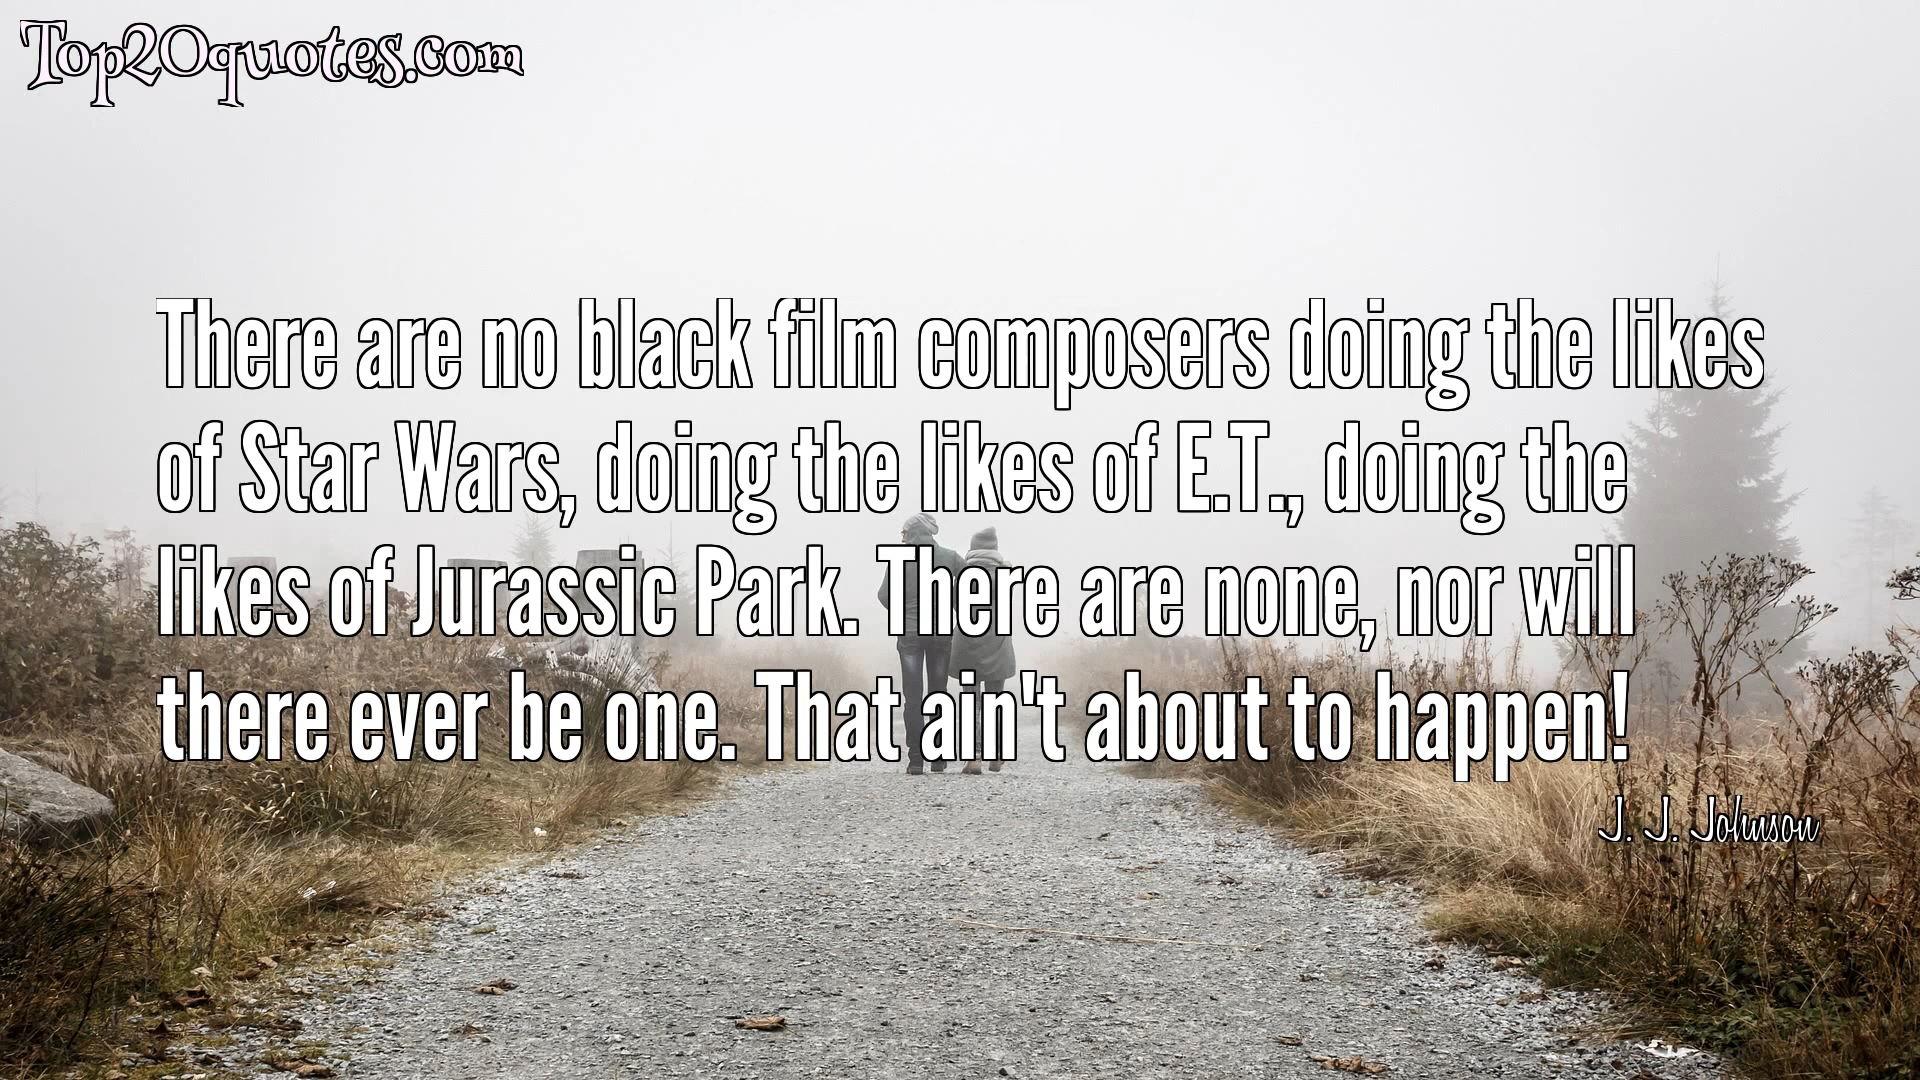 Top20quotes.com
There are no black film composers doing the likes
of Star Wars, doing the likes of E.T., doing the
likes of Jurassic Park. There are none, nor will
there ever be one. That ain't about to happen!
J. J. Johnson